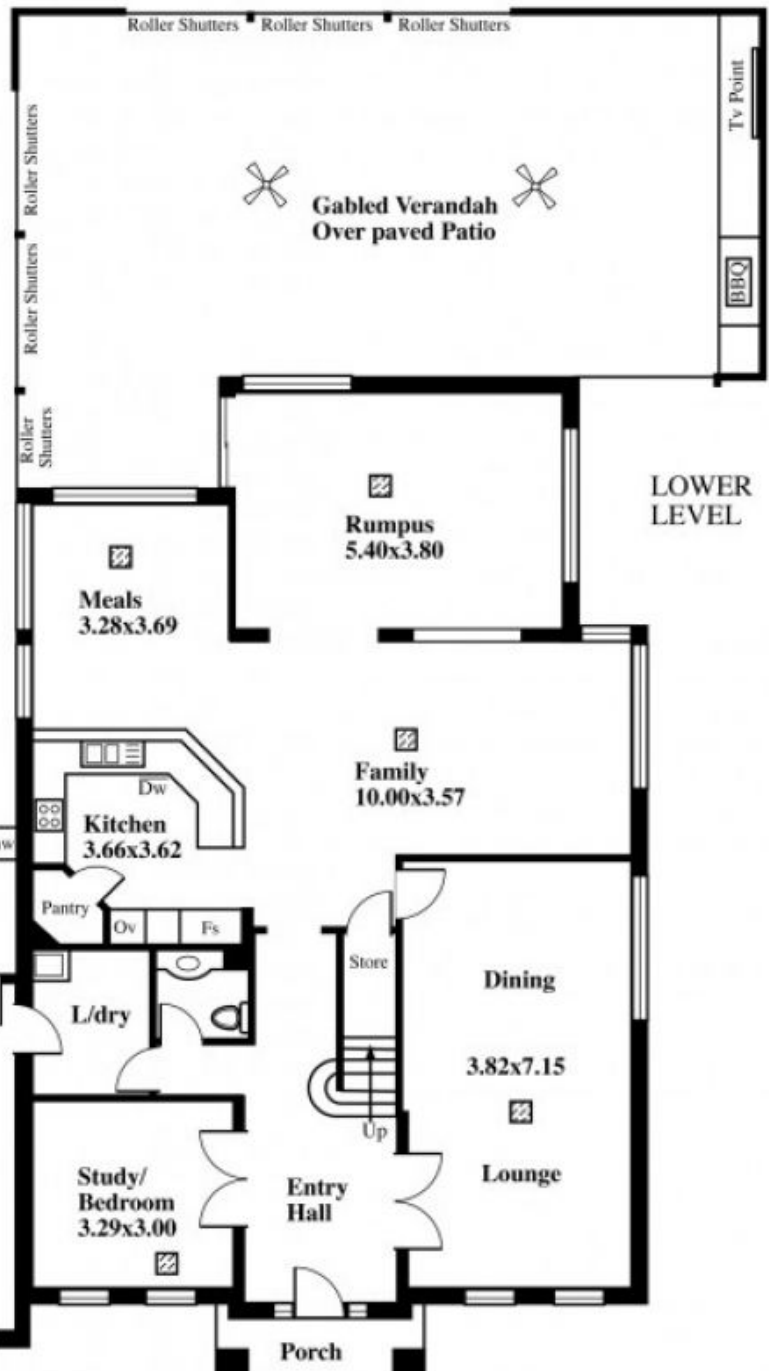 Roller Shutters
Roller Shutters
Roller Shutters
Tv Point
Roller Shutters
Gabled Verandah
Over paved Patio
Roller Shutters
BBQ
Roller
Shutters
LOWER
LEVEL
Rumpus
5.40x3.80
Meals
3.28x3.69
Family
10.00x3.57
Dw
Kitchen
3.66x3.62
Pantry
Ov
Fs
Store
Dining
L/dry
3.82x7.15
Up
Lounge
Study/
Bedroom
3.29x3.00
Entry
Hall
Porch